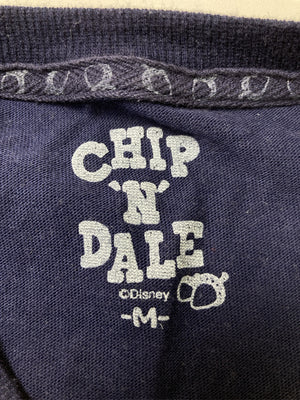 CHIP
'N'
DALE
©Disney
-M-